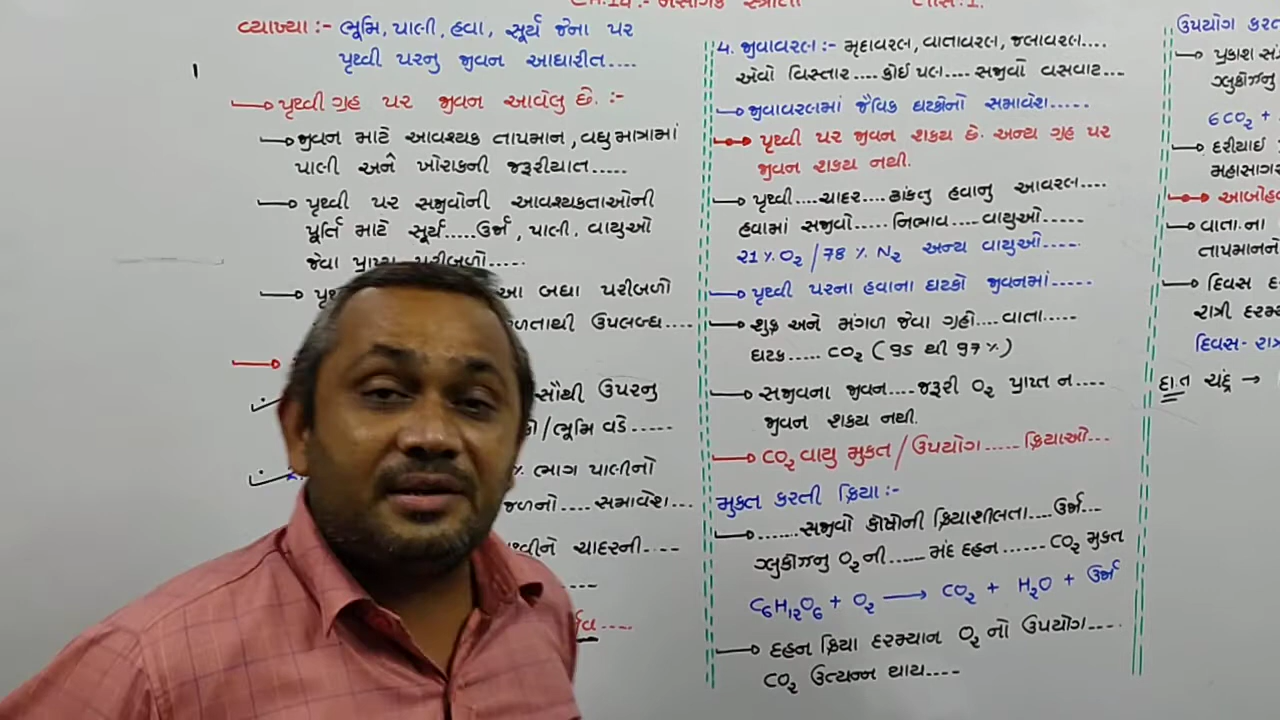 વ્યાખ્યા :- ભૂમિ, પાણી, હવા, સૂર્ય જેના પર
પૃથ્વી પરનુ જીવન આધારીત....
પૃથ્વી ગ્રહ પર જીવન આવેલુ છે. :-
જીવન માટે આવશ્યક તાપમાન, વધુ માત્રામાં
પાણી અને ખોરાકની જરૂરીયાત.....
પૃથ્વી પર સજીવોની આવશ્યકતાઓની
પૂર્તિ માટે સૂર્ય.....ઉર્જા, પાણી, વાયુઓ
જેવા પરીબળો.....
આ બધા પરીબળો
ઉપલબ્ધ....
સૌથી ઉપરનુ
/ભૂમિ વડે.....
% ભાગ પાણીનો
જળનો.... સમાવેશ...
ચાદરની....
4. જીવાવરણ :- મૃદાવરણ, વાતાવરણ, જલાવરણ....
એવો વિસ્તાર....કોઈ પણ.... સજીવો વસવાટ...
જીવાવરણમાં જૈવિક ઘટકોનો સમાવેશ.....
પૃથ્વી પર જીવન શક્ય છે. અન્ય ગ્રહ પર
જીવન શક્ય નથી.
પૃથ્વી....ચાદર....ઢાંકતુ હવાનુ આવરણ....
હવામાં સજીવો.....નિભાવ.....વાયુઓ.....
21% O₂ / 78% N₂ અન્ય વાયુઓ.....
પૃથ્વી પરના હવાના ઘટકો જીવનમાં.....
શુક્ર અને મંગળ જેવા ગ્રહો....વાતા.....
ઘટક..... CO₂ (95 થી 97%)
સજીવના જીવન....જરૂરી O₂ પ્રાપ્ત ન....
જીવન શક્ય નથી.
CO₂ વાયુ મુક્ત / ઉપયોગ.....ક્રિયાઓ...
મુક્ત કરતી ક્રિયા :-
.......સજીવો કોષોની ક્રિયાશીલતા....ઉર્જા...
ગ્લુકોઝનુ O₂ ની......મંદ દહન......CO₂ મુક્ત
C₆H₁₂O₆ + O₂ ⟶ CO₂ + H₂O + ઉર્જા
દહન ક્રિયા દરમ્યાન O₂ નો ઉપયોગ....
CO₂ ઉત્પન્ન થાય....
ઉપયોગ કરત
પ્રકાશ
ગ્લુકોઝનુ
6CO₂ +
દરીયાઈ
મહાસાગર
વાતા.ના
તાપમાનને
દિવસ
રાત્રી દરમ્ય
દિવસ- રાત્ર
દા.ત ચંદ્ર →